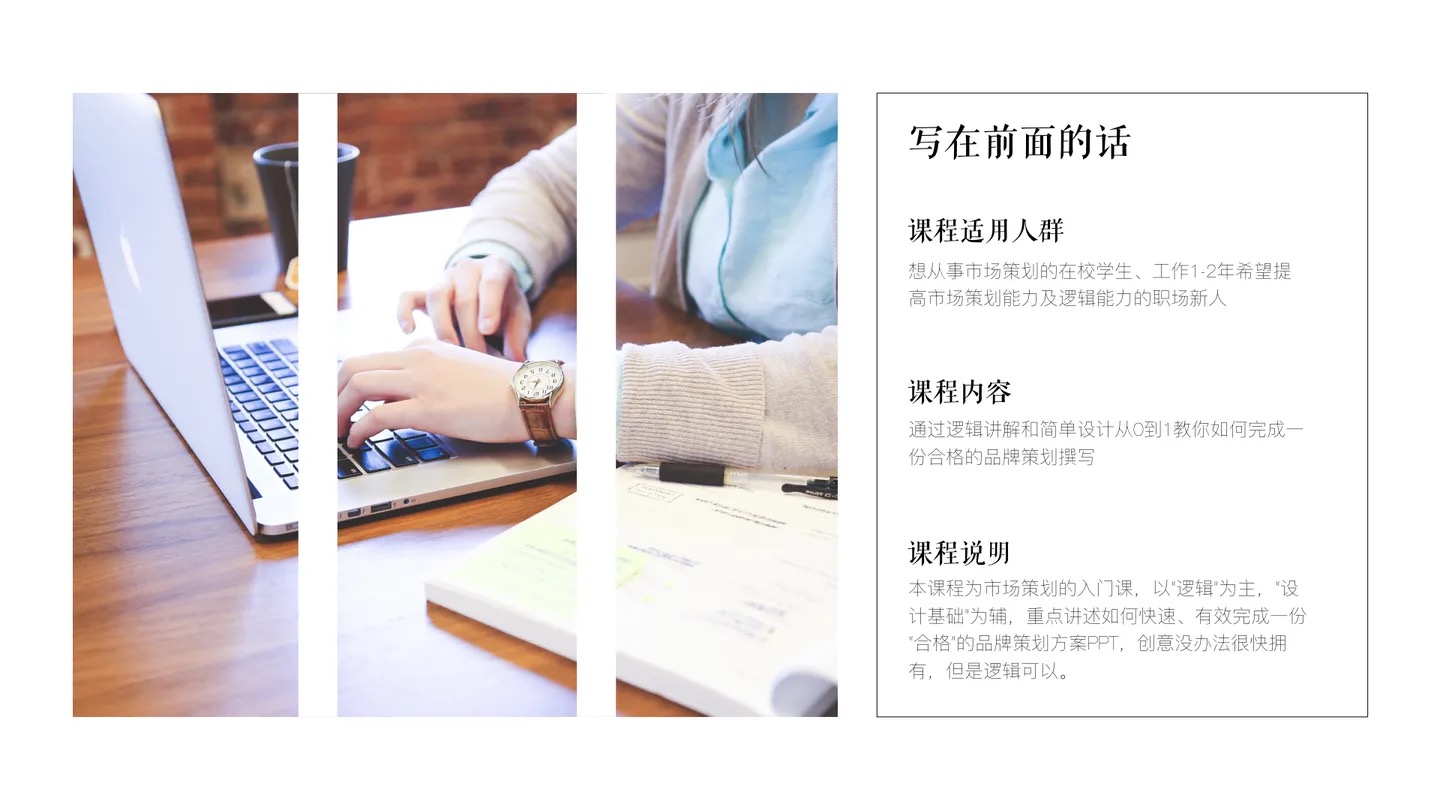 写在前面的话
课程适用人群
想从事市场策划的在校学生、工作1-2年希望提
高市场策划能力及逻辑能力的职场新人
课程内容
通过逻辑讲解和简单设计从0到1教你如何完成一
份合格的品牌策划撰写
课程说明
本课程为市场策划的入门课，以"逻辑"为主，"设
计基础"为辅，重点讲述如何快速、有效完成一份
"合格"的品牌策划方案PPT，创意没办法很快拥
有，但是逻辑可以。
PILOT